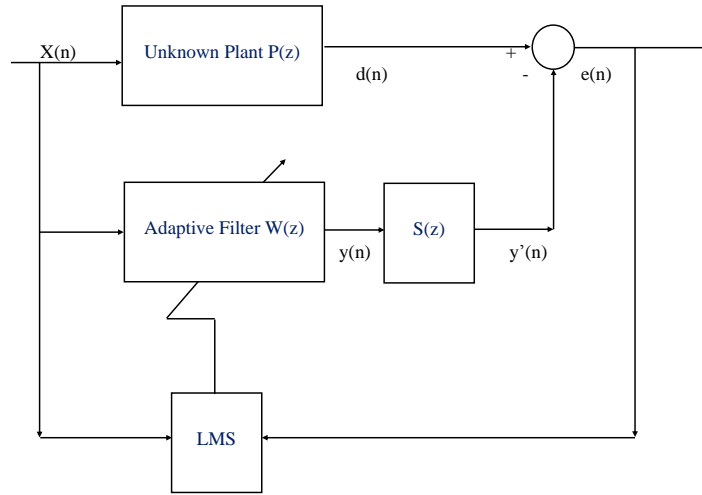 X(n)
Unknown Plant P(z)
d(n)
+
-
e(n)
Adaptive Filter W(z)
y(n)
S(z)
y’(n)
LMS